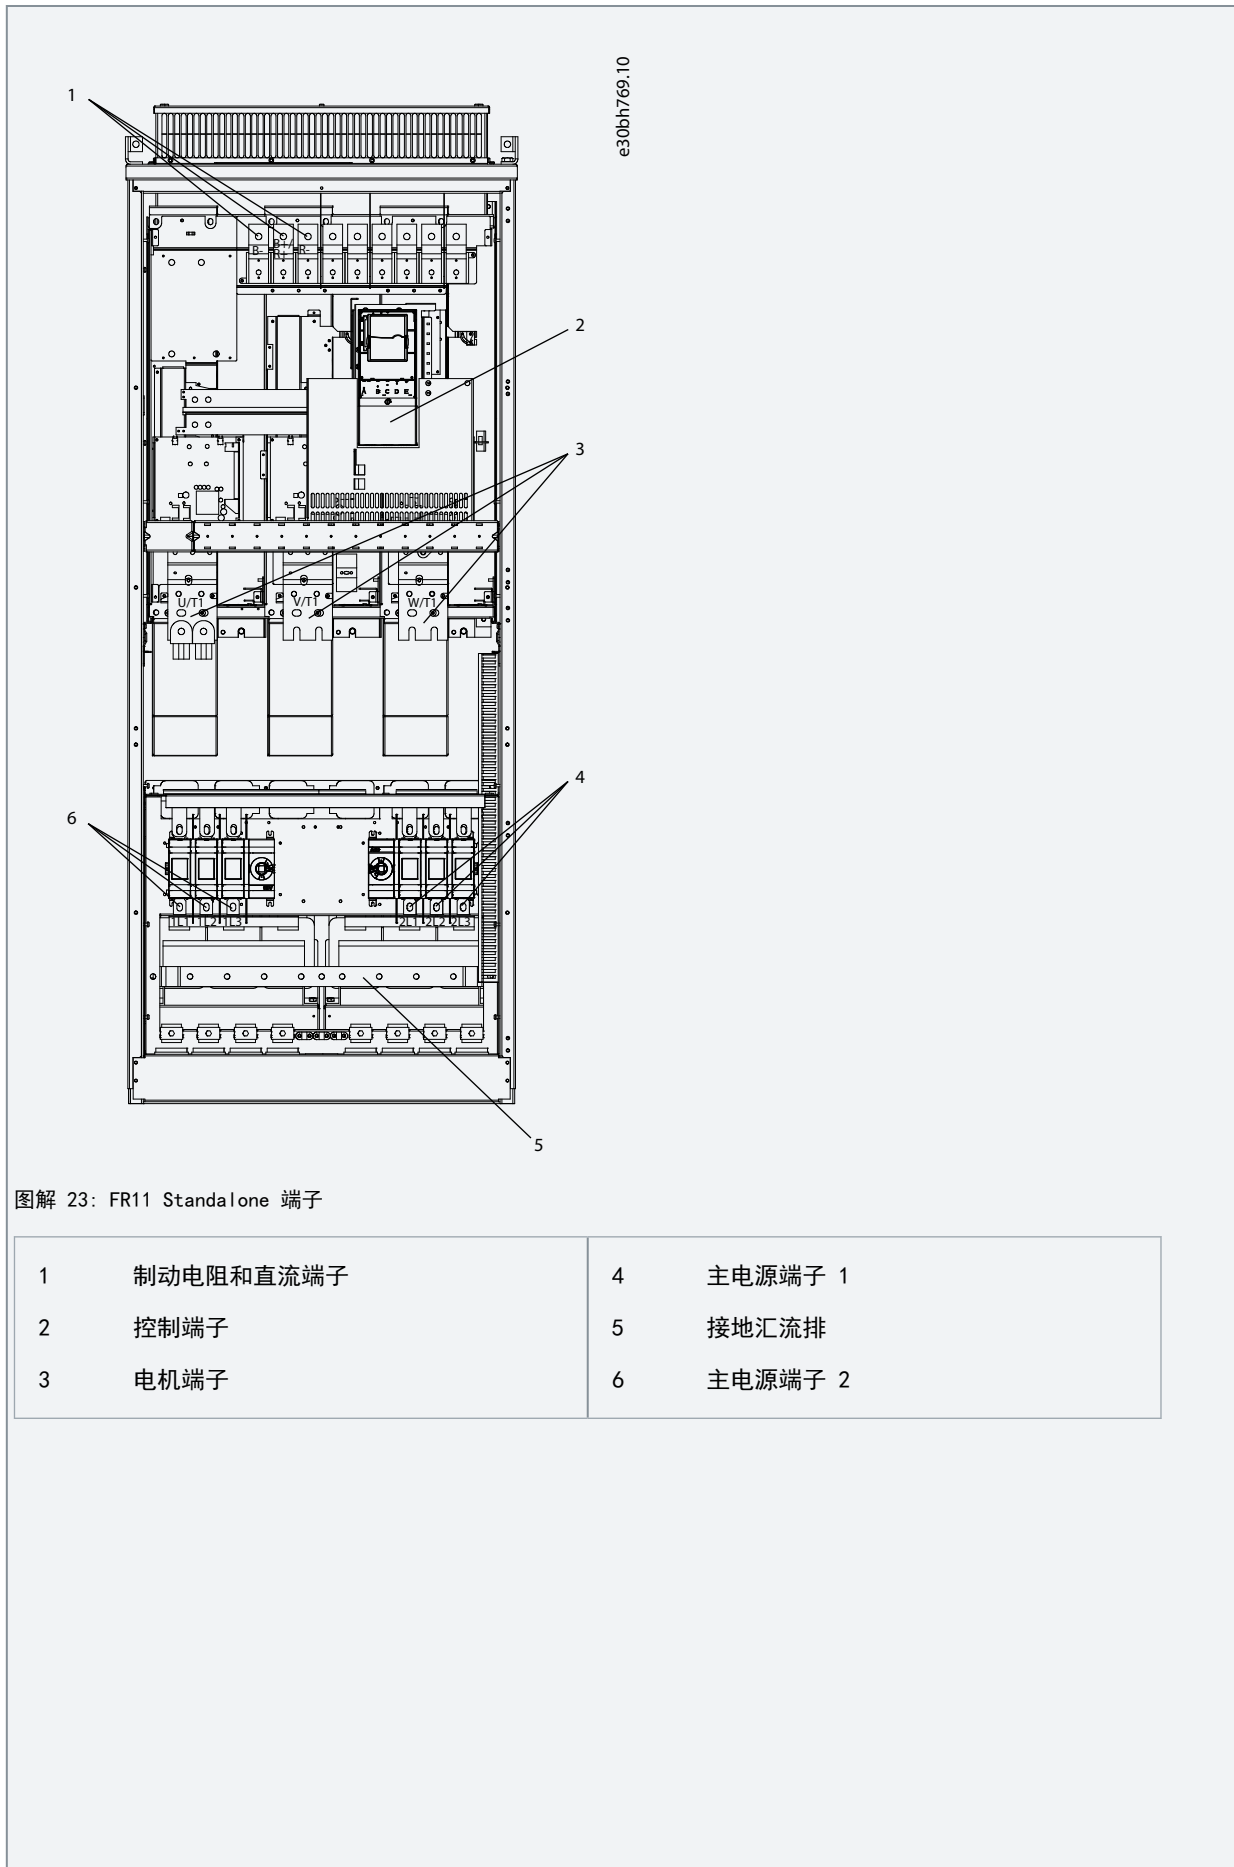 e30bh769.10
1
B-
B+/
R+
R-
2
A B C D E
3
U/T1
V/T1
W/T1
4
6
1L1 1L2 1L3
2L1 2L2 2L3
5
图解 23: FR11 Standalone 端子
1 制动电阻和直流端子
2 控制端子
3 电机端子
4 主电源端子 1
5 接地汇流排
6 主电源端子 2